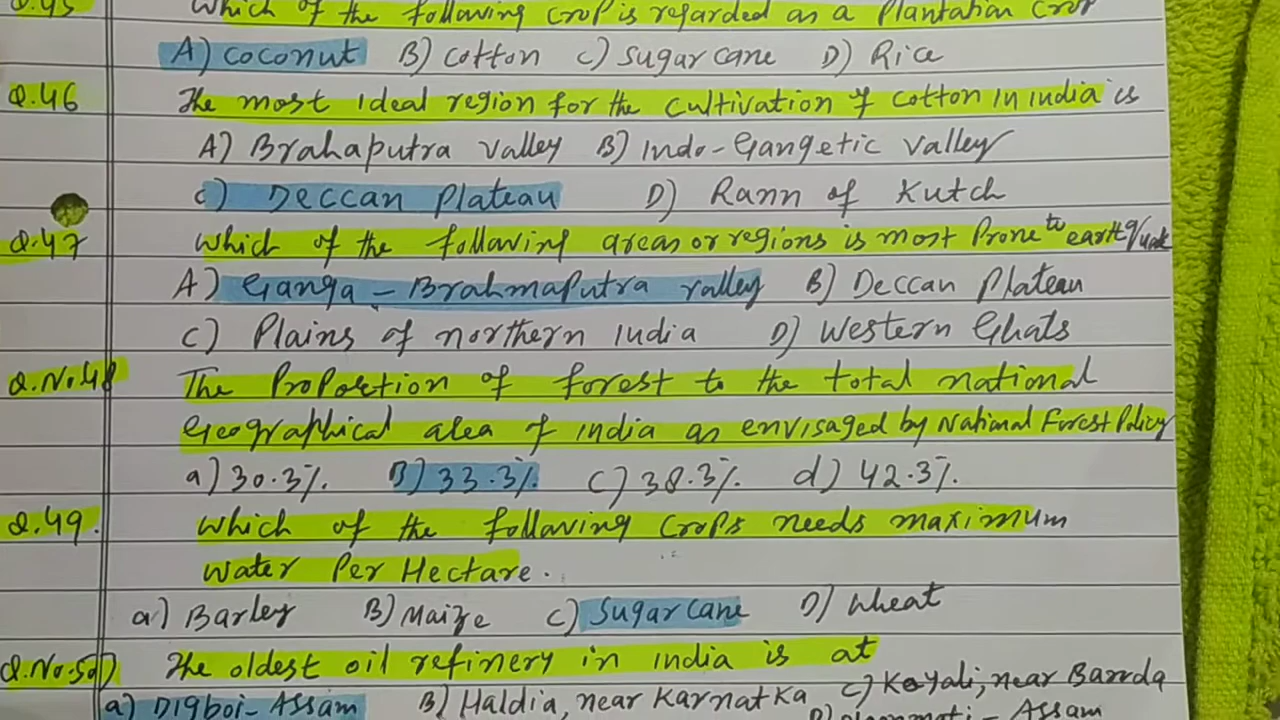 Q.45 Which of the following crop is regarded as a Plantation Crop
A) coconut B) cotton C) Sugarcane D) Rice
Q.46 The most ideal region for the cultivation of cotton in india is
A) Brahaputra valley B) Indo-Gangetic valley
C) Deccan Plateau D) Rann of Kutch
Q.47 which of the following areas or regions is most Prone to earthquake
A) Ganga - Brahmaputra valley B) Deccan Plateau
C) Plains of northern India D) Western Ghats
Q.No.48 The Proportion of forest to the total national
Geographical area of india as envisaged by National Forest Policy
a) 30.3%. B) 33.3%. C) 38.3%. d) 42.3%.
Q.49. which of the following crops needs maximum
water Per Hectare.
a) Barley B) Maize C) Sugarcane D) Wheat
Q.No.50) The oldest oil refinery in india is at
a) Digboi-Assam B) Haldia, near Karnatka C) Koyali, near Barrda
Assam